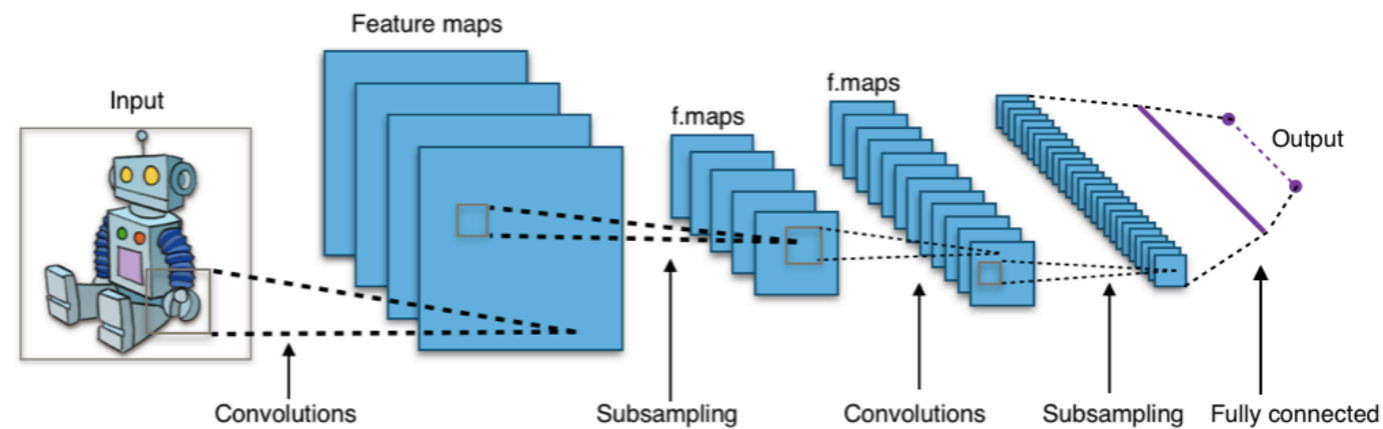 Feature maps
Input
f.maps
f.maps
Output
Convolutions
Subsampling
Convolutions
Subsampling
Fully connected